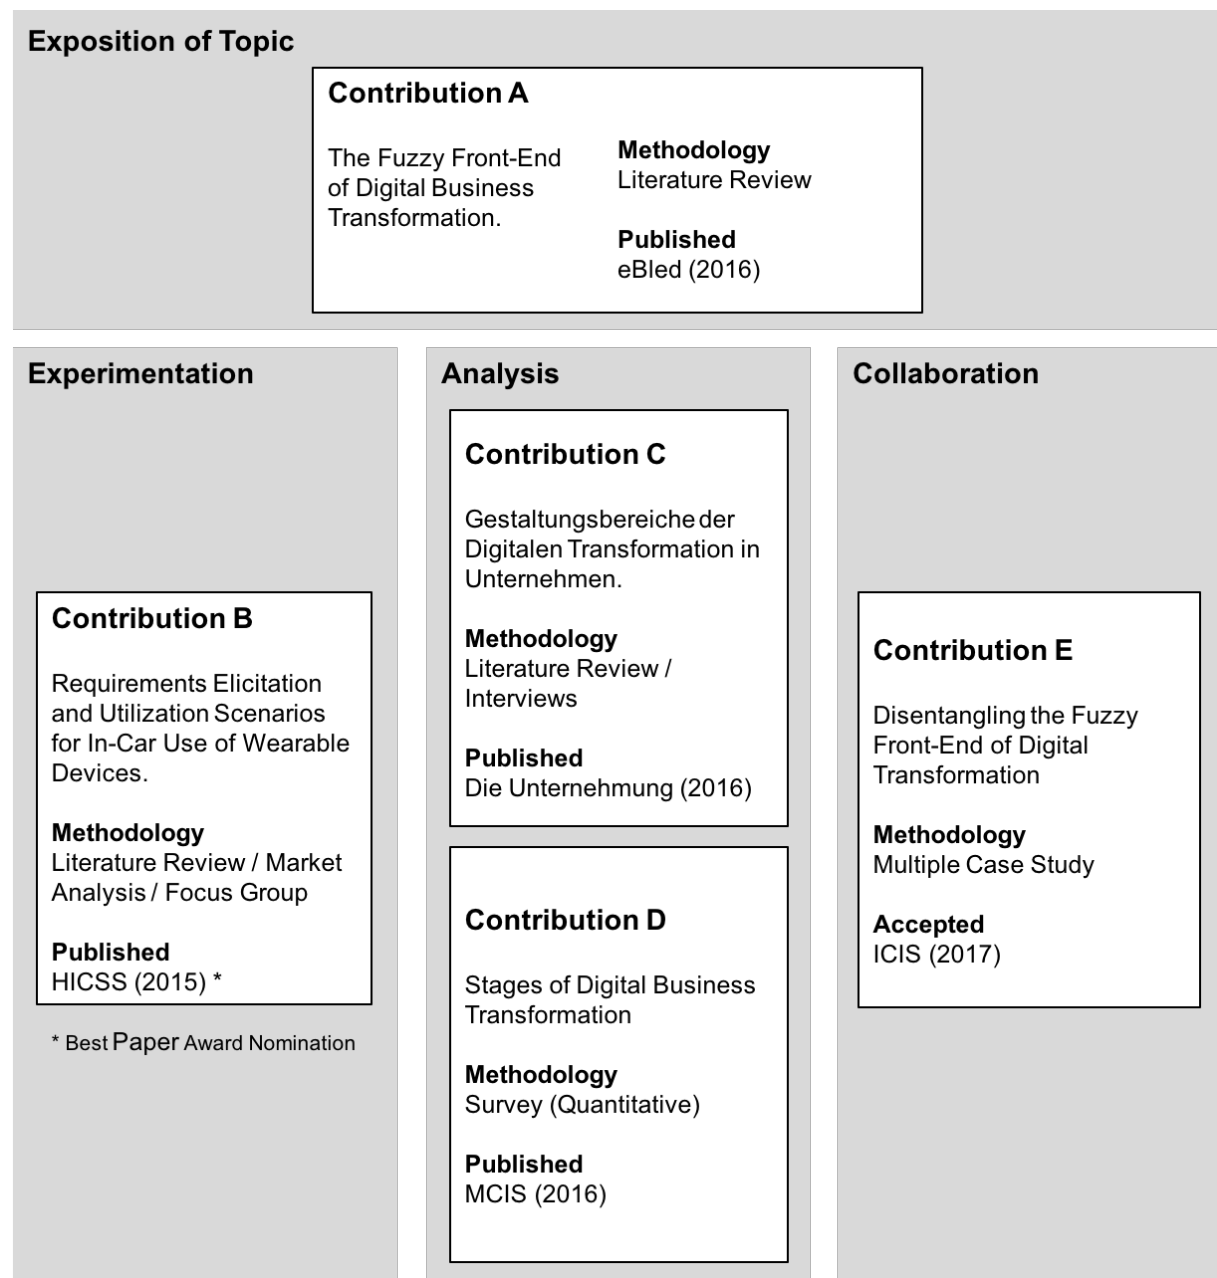 Exposition of Topic
Contribution A
The Fuzzy Front-End
of Digital Business
Transformation.
Methodology
Literature Review
Published
eBled (2016)
Experimentation
Contribution B
Requirements Elicitation
and Utilization Scenarios
for In-Car Use of Wearable
Devices.
Methodology
Literature Review / Market
Analysis / Focus Group
Published
HICSS (2015) *
* Best Paper Award Nomination
Analysis
Contribution C
Gestaltungsbereiche der
Digitalen Transformation in
Unternehmen.
Methodology
Literature Review /
Interviews
Published
Die Unternehmung (2016)
Contribution D
Stages of Digital Business
Transformation
Methodology
Survey (Quantitative)
Published
MCIS (2016)
Collaboration
Contribution E
Disentangling the Fuzzy
Front-End of Digital
Transformation
Methodology
Multiple Case Study
Accepted
ICIS (2017)